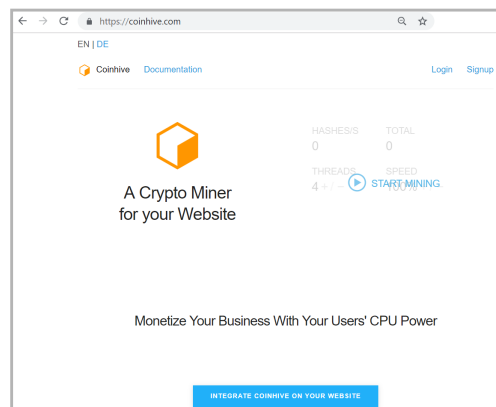 https://coinhive.com
EN | DE
Coinhive Documentation Login Signup
HASHES/S TOTAL
0 0
THREADS SPEED
4 + | − 100%
START MINING
A Crypto Miner
for your Website
Monetize Your Business With Your Users' CPU Power
INTEGRATE COINHIVE ON YOUR WEBSITE